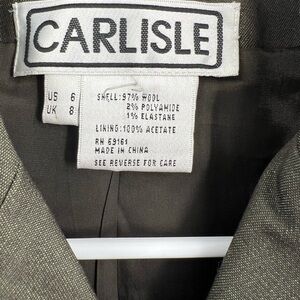 CARLISLE
US 6
UK 8
SHELL:97% WOOL
2% POLYAMIDE
1% ELASTANE
LINING:100% ACETATE
RN 69161
MADE IN CHINA
SEE REVERSE FOR CARE